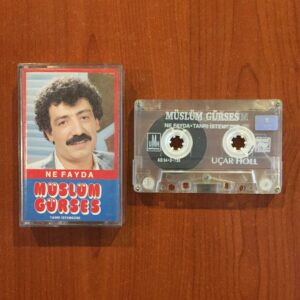 NE FAYDA
MÜSLÜM
GÜRSES
TANRI İSTEMEZSE
MÜSLÜM GÜRSES
NE FAYDA • TANRI İSTEMEZSE
UÇAR HOLL